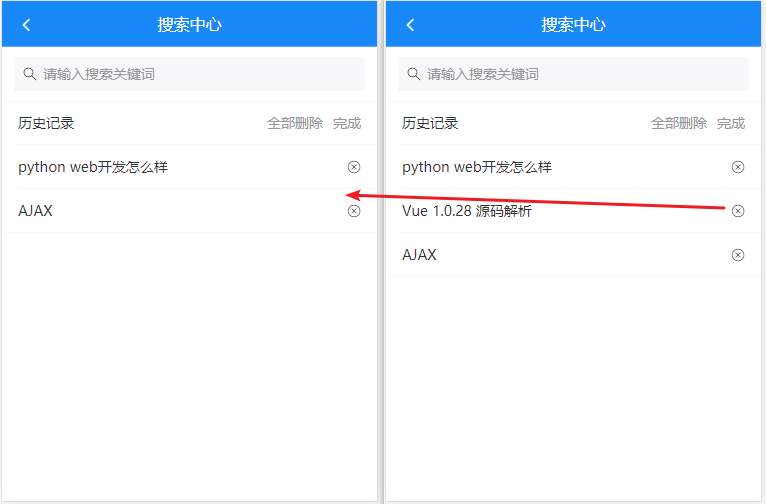 搜索中心
请输入搜索关键词
历史记录 全部删除 完成
python web开发怎么样
AJAX
搜索中心
请输入搜索关键词
历史记录 全部删除 完成
python web开发怎么样
Vue 1.0.28 源码解析
AJAX